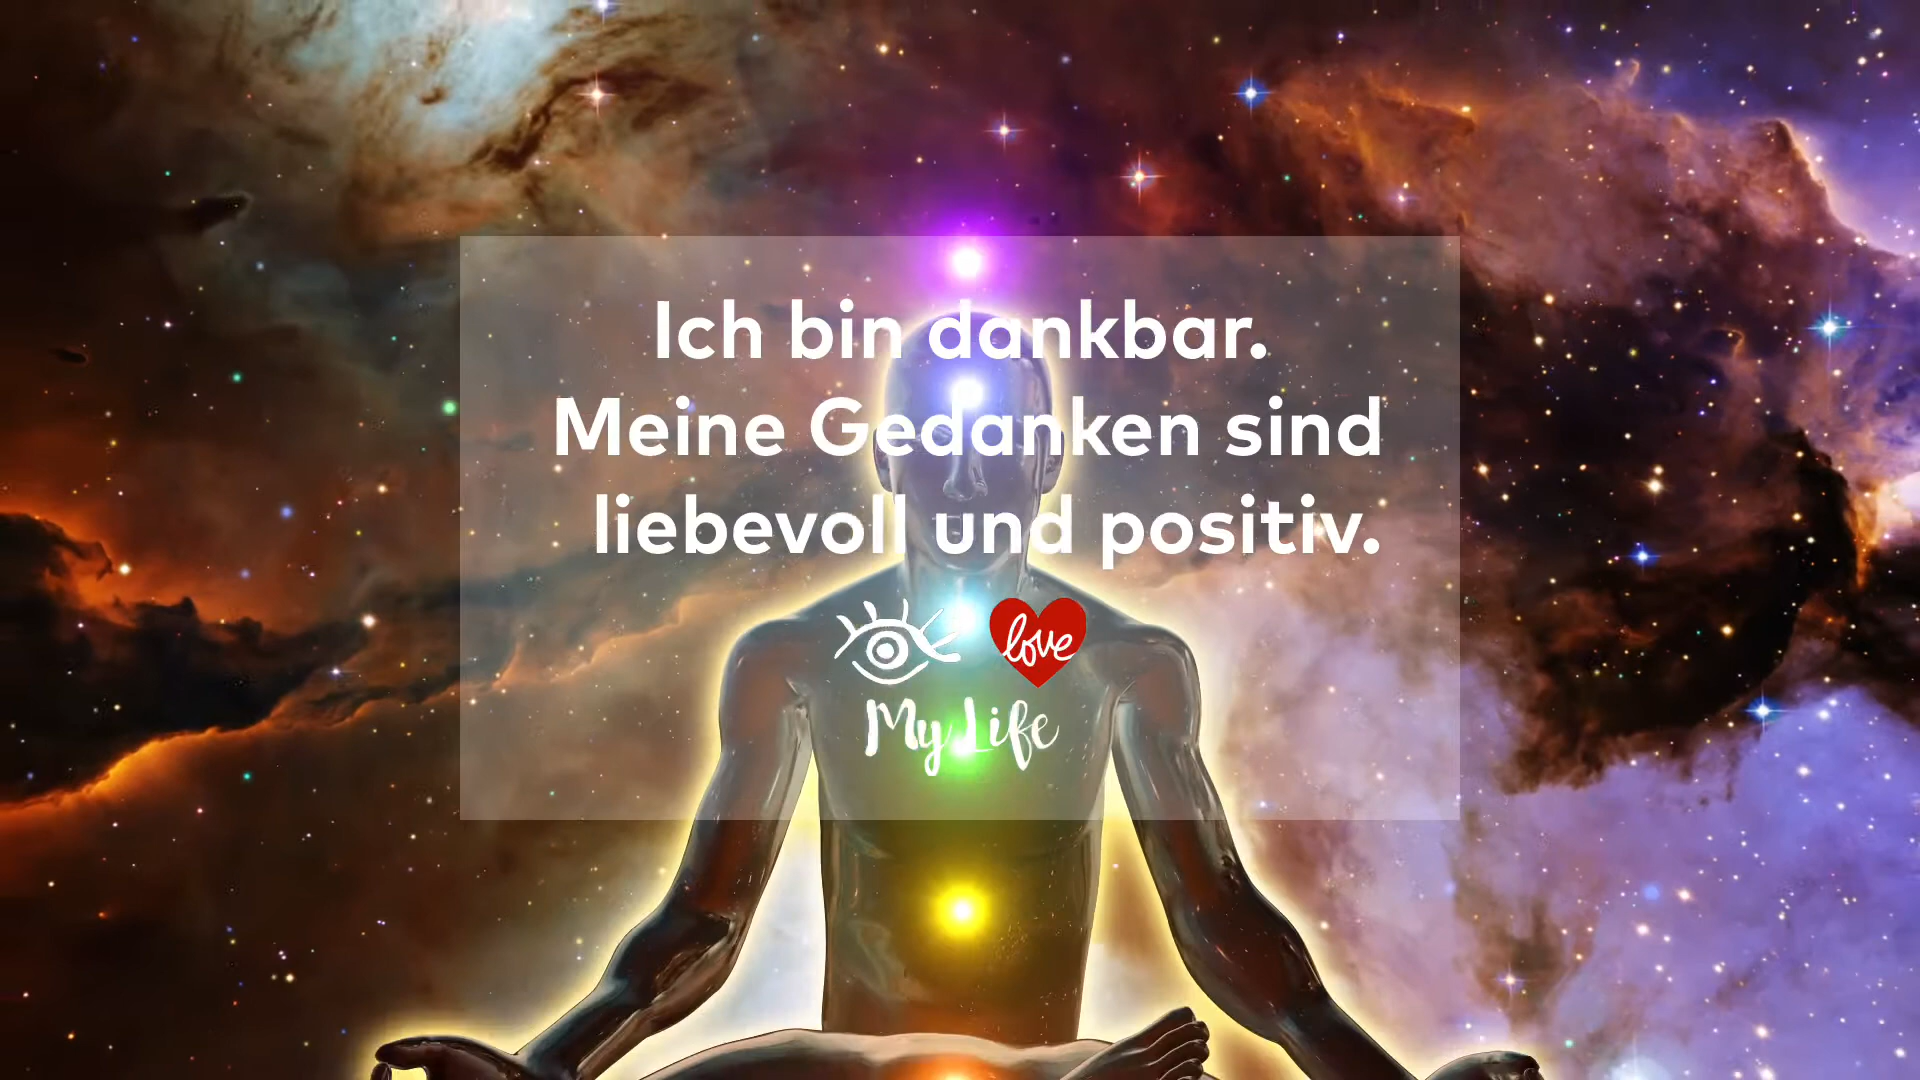 Ich bin dankbar.
Meine Gedanken sind
liebevoll und positiv.
love
My Life